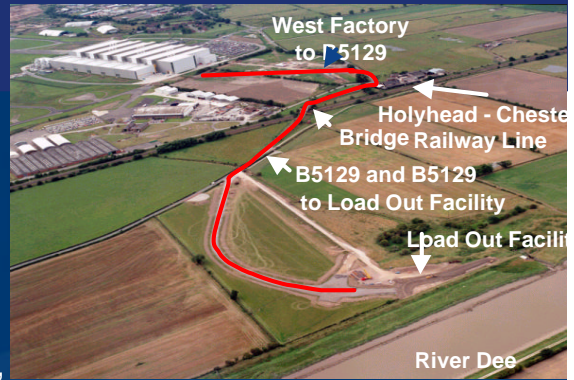 West Factory
to B5129
Holyhead - Cheste
Bridge Railway Line
B5129 and B5129
to Load Out Facility
Load Out Facilit
River Dee